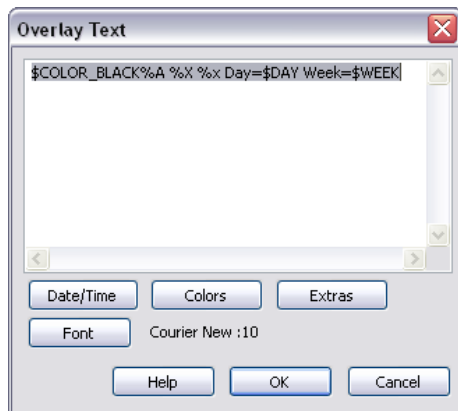 Overlay Text
$COLOR_BLACK%A %X %x Day=$DAY Week=$WEEK
Date/Time Colors Extras
Font Courier New :10
Help OK Cancel